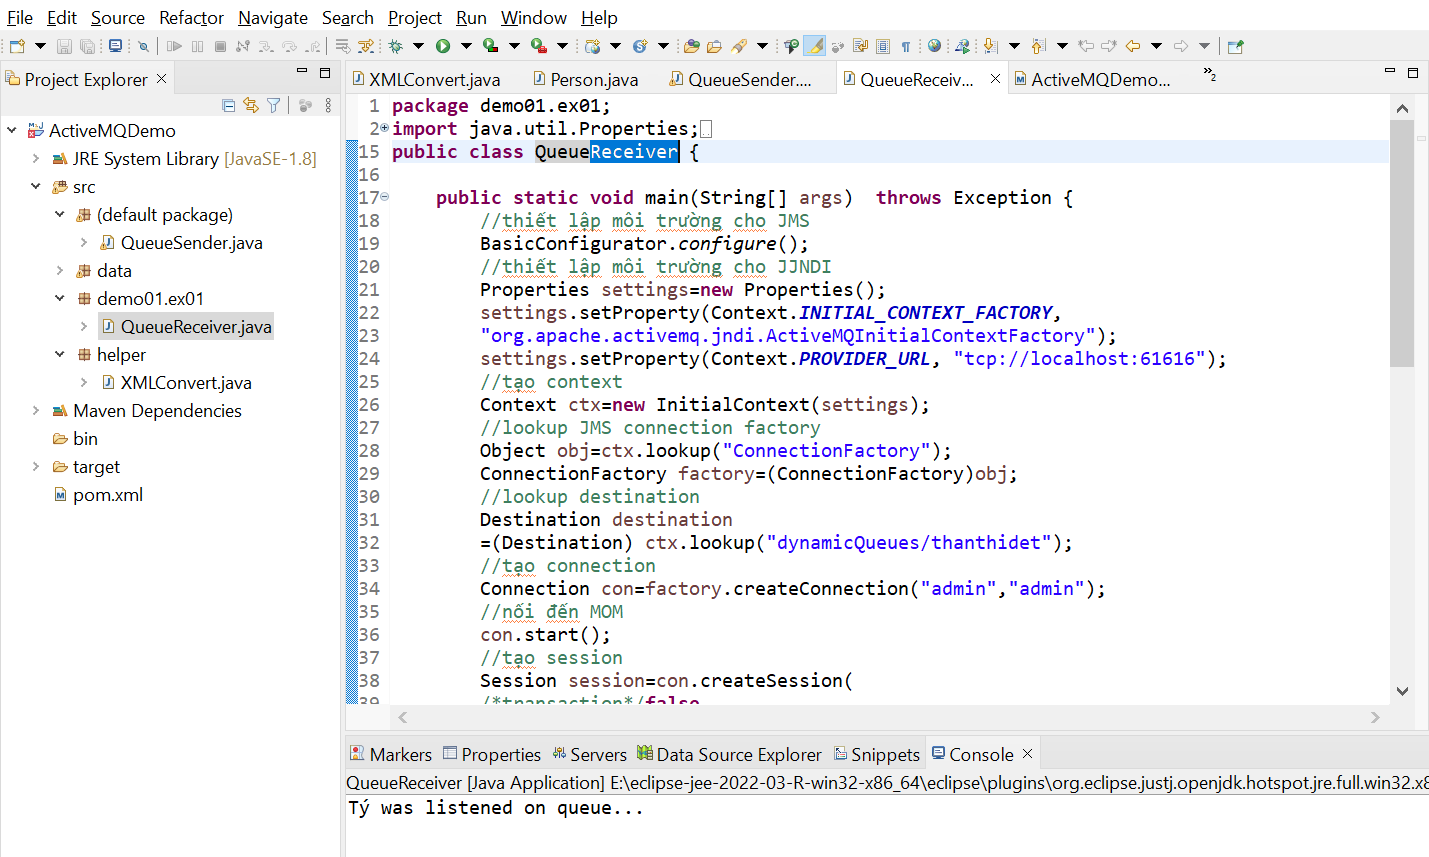 File Edit Source Refactor Navigate Search Project Run Window Help
Project Explorer
ActiveMQDemo
JRE System Library [JavaSE-1.8]
src
(default package)
QueueSender.java
data
demo01.ex01
QueueReceiver.java
helper
XMLConvert.java
Maven Dependencies
bin
target
pom.xml
XMLConvert.java Person.java QueueSender.... QueueReceiv... ActiveMQDemo... »2
1 package demo01.ex01;
2 import java.util.Properties;
15 public class QueueReceiver {
16
17 public static void main(String[] args)  throws Exception {
18 //thiết lập môi trường cho JMS
19 BasicConfigurator.configure();
20 //thiết lập môi trường cho JJNDI
21 Properties settings=new Properties();
22 settings.setProperty(Context.INITIAL_CONTEXT_FACTORY,
23 "org.apache.activemq.jndi.ActiveMQInitialContextFactory");
24 settings.setProperty(Context.PROVIDER_URL, "tcp://localhost:61616");
25 //tạo context
26 Context ctx=new InitialContext(settings);
27 //lookup JMS connection factory
28 Object obj=ctx.lookup("ConnectionFactory");
29 ConnectionFactory factory=(ConnectionFactory)obj;
30 //lookup destination
31 Destination destination
32 =(Destination) ctx.lookup("dynamicQueues/thanthidet");
33 //tạo connection
34 Connection con=factory.createConnection("admin","admin");
35 //nối đến MOM
36 con.start();
37 //tạo session
38 Session session=con.createSession(
39 /*transaction*/false
Markers Properties Servers Data Source Explorer Snippets Console
QueueReceiver [Java Application] E:\eclipse-jee-2022-03-R-win32-x86_64\eclipse\plugins\org.eclipse.justj.openjdk.hotspot.jre.full.win32.x8
Tý was listened on queue...